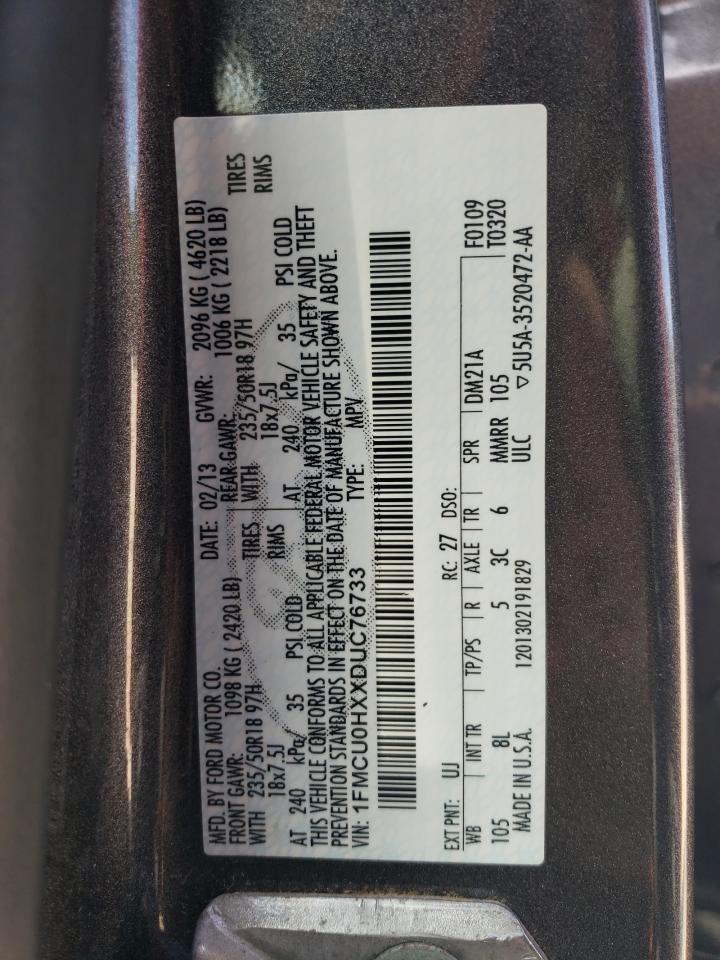 MFD. BY FORD MOTOR CO. DATE: 02/13 GVWR: 2096 KG ( 4620 LB)
FRONT GAWR: 1098 KG ( 2420 LB) REAR GAWR: 1006 KG ( 2218 LB)
WITH 235/50R18 97H TIRES WITH 235/50R18 97H TIRES
18x7.5J RIMS 18x7.5J RIMS
AT 240 kPa/ 35 PSI COLD AT 240 kPa/ 35 PSI COLD
THIS VEHICLE CONFORMS TO ALL APPLICABLE FEDERAL MOTOR VEHICLE SAFETY AND THEFT
PREVENTION STANDARDS IN EFFECT ON THE DATE OF MANUFACTURE SHOWN ABOVE.
VIN: 1FMCU0HXXDUC76733 TYPE: MPV
EXT PNT: UJ RC: 27 DSO: F0109
WB INT TR TP/PS R AXLE TR SPR DM21A T0320
105 8L 5 3C 6 MMRR 105
MADE IN U.S.A. 1201302191829 ULC ▽5U5A-3520472-AA